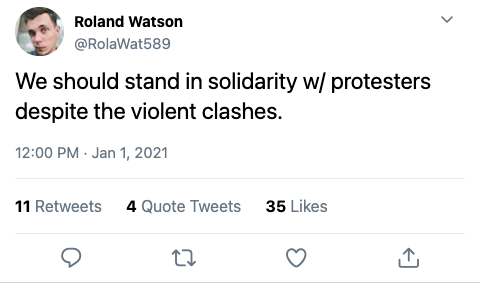 Roland Watson
@RolaWat589
We should stand in solidarity w/ protesters
despite the violent clashes.
12:00 PM · Jan 1, 2021
11 Retweets 4 Quote Tweets 35 Likes